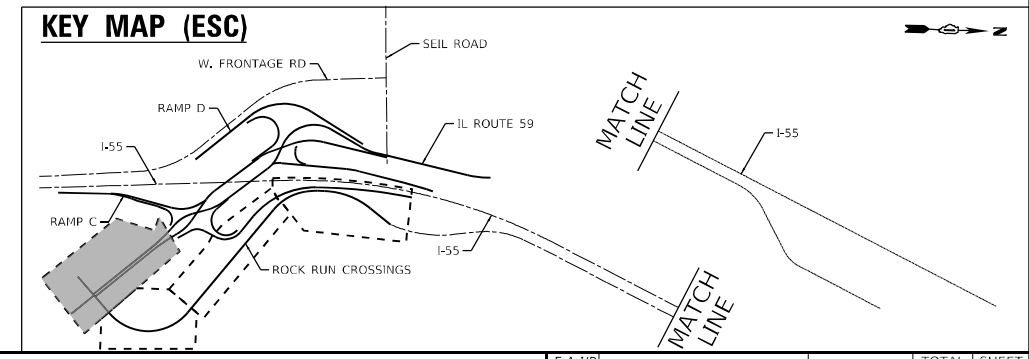 KEY MAP (ESC)
N
SEIL ROAD
W. FRONTAGE RD
RAMP D
IL ROUTE 59
MATCH
LINE
I-55
I-55
RAMP C
I-55
ROCK RUN CROSSINGS
MATCH
LINE
TOTAL
SHEET